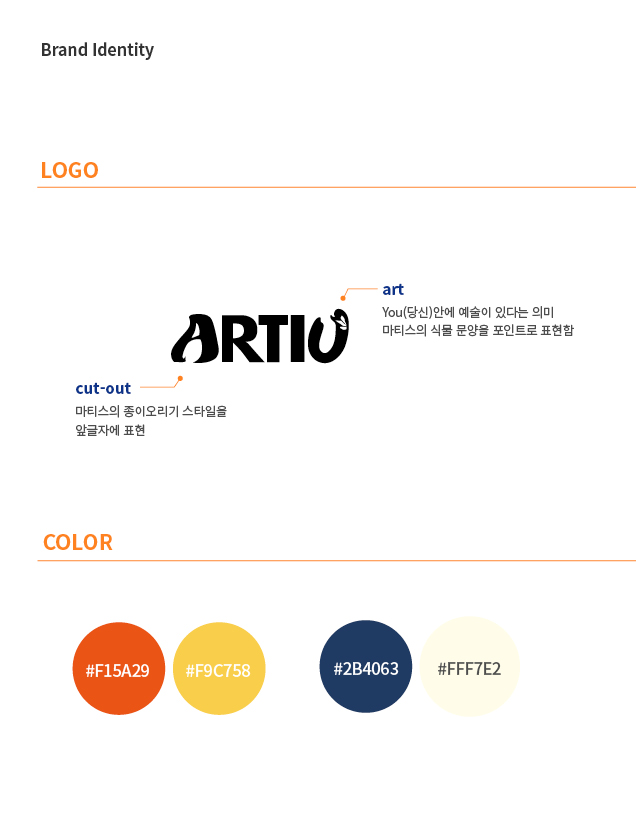 Brand Identity
LOGO
art
You(당신)안에 예술이 있다는 의미
마티스의 식물 문양을 포인트로 표현함
ARTIU
cut-out
마티스의 종이오리기 스타일을
앞글자에 표현
COLOR
#F15A29
#F9C758
#2B4063
#FFF7E2